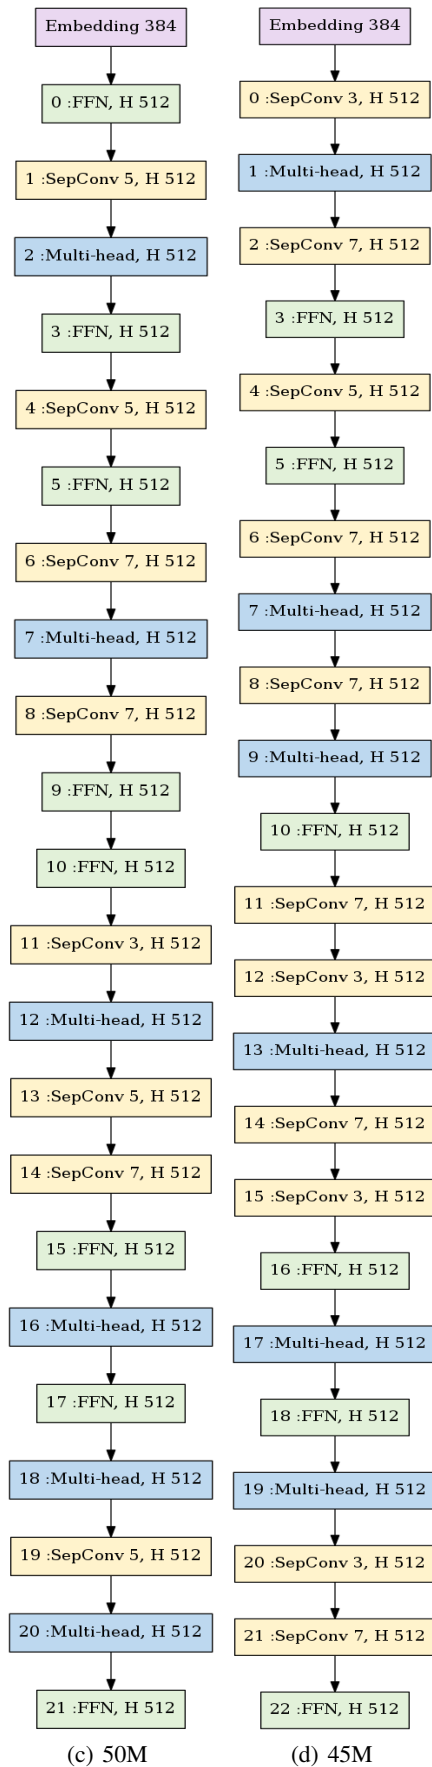 Embedding 384
0 :FFN, H 512
1 :SepConv 5, H 512
2 :Multi-head, H 512
3 :FFN, H 512
4 :SepConv 5, H 512
5 :FFN, H 512
6 :SepConv 7, H 512
7 :Multi-head, H 512
8 :SepConv 7, H 512
9 :FFN, H 512
10 :FFN, H 512
11 :SepConv 3, H 512
12 :Multi-head, H 512
13 :SepConv 5, H 512
14 :SepConv 7, H 512
15 :FFN, H 512
16 :Multi-head, H 512
17 :FFN, H 512
18 :Multi-head, H 512
19 :SepConv 5, H 512
20 :Multi-head, H 512
21 :FFN, H 512
(c) 50M
Embedding 384
0 :SepConv 3, H 512
1 :Multi-head, H 512
2 :SepConv 7, H 512
3 :FFN, H 512
4 :SepConv 5, H 512
5 :FFN, H 512
6 :SepConv 7, H 512
7 :Multi-head, H 512
8 :SepConv 7, H 512
9 :Multi-head, H 512
10 :FFN, H 512
11 :SepConv 7, H 512
12 :SepConv 3, H 512
13 :Multi-head, H 512
14 :SepConv 7, H 512
15 :SepConv 3, H 512
16 :FFN, H 512
17 :Multi-head, H 512
18 :FFN, H 512
19 :Multi-head, H 512
20 :SepConv 3, H 512
21 :SepConv 7, H 512
22 :FFN, H 512
(d) 45M